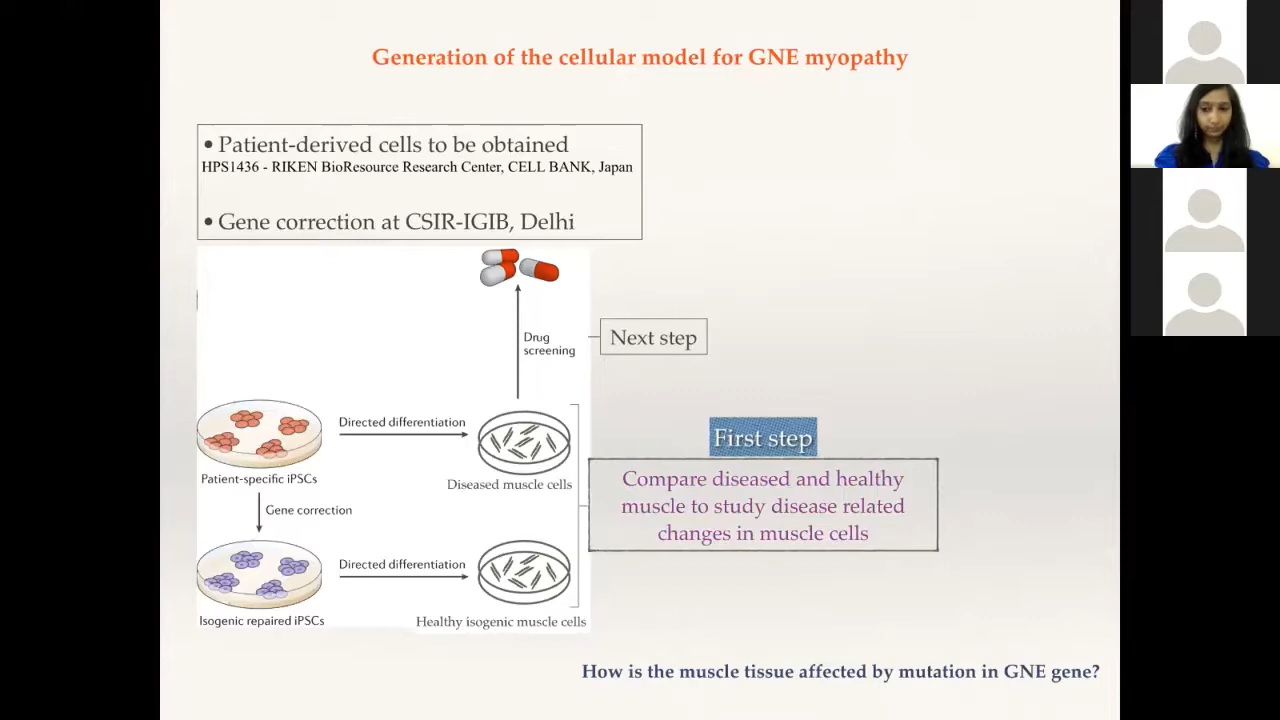 Generation of the cellular model for GNE myopathy
• Patient-derived cells to be obtained
HPS1436 - RIKEN BioResource Research Center, CELL BANK, Japan
• Gene correction at CSIR-IGIB, Delhi
Drug
screening
Next step
Directed differentiation
Patient-specific iPSCs
Diseased muscle cells
First step
Compare diseased and healthy
muscle to study disease related
changes in muscle cells
Gene correction
Directed differentiation
Isogenic repaired iPSCs
Healthy isogenic muscle cells
How is the muscle tissue affected by mutation in GNE gene?